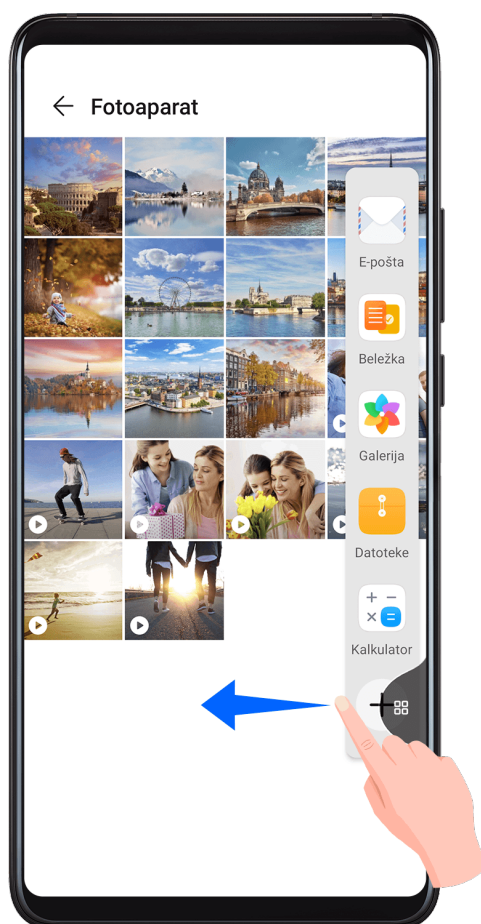 Fotoaparat
E-pošta
Beležka
Galerija
Datoteke
Kalkulator